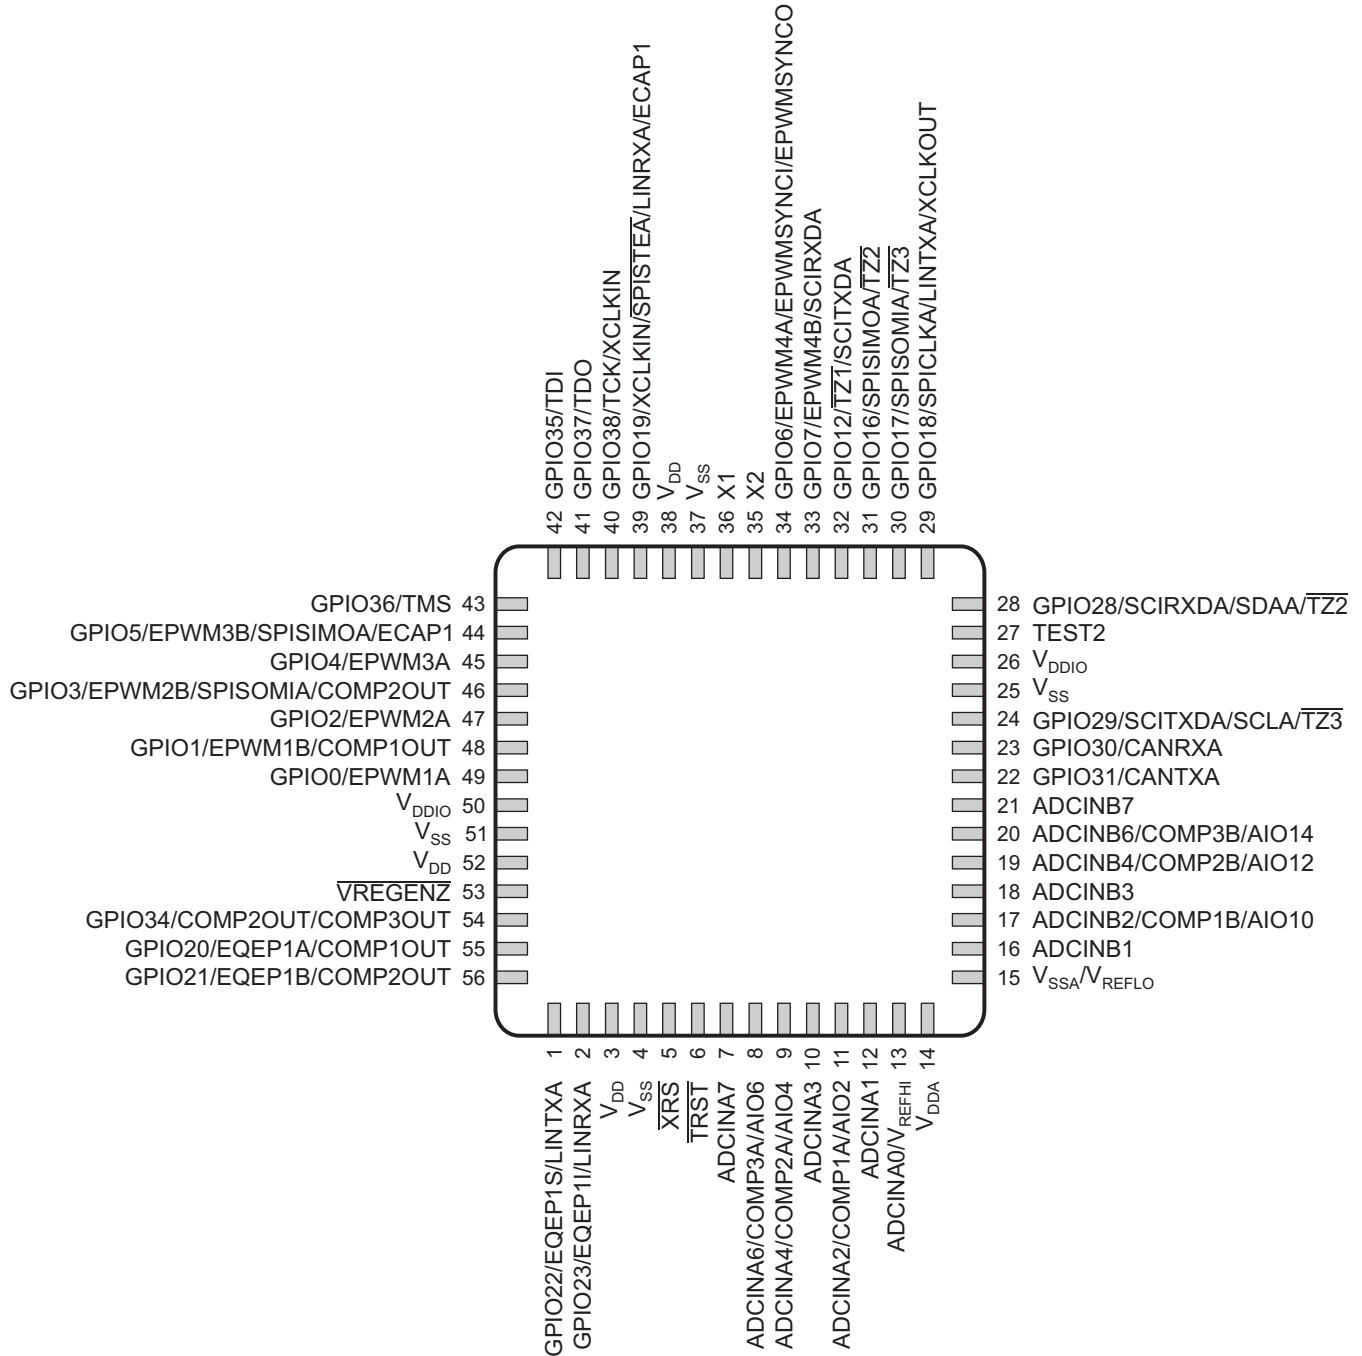 42 GPIO35/TDI
41 GPIO37/TDO
40 GPIO38/TCK/XCLKIN
39 GPIO19/XCLKIN/SPISTEA/LINRXA/ECAP1
38 VDD
37 VSS
36 X1
35 X2
34 GPIO6/EPWM4A/EPWMSYNCI/EPWMSYNCO
33 GPIO7/EPWM4B/SCIRXDA
32 GPIO12/TZ1/SCITXDA
31 GPIO16/SPISIMOA/TZ2
30 GPIO17/SPISOMIA/TZ3
29 GPIO18/SPICLKA/LINTXA/XCLKOUT
GPIO36/TMS 43
GPIO5/EPWM3B/SPISIMOA/ECAP1 44
GPIO4/EPWM3A 45
GPIO3/EPWM2B/SPISOMIA/COMP2OUT 46
GPIO2/EPWM2A 47
GPIO1/EPWM1B/COMP1OUT 48
GPIO0/EPWM1A 49
VDDIO 50
VSS 51
VDD 52
VREGENZ 53
GPIO34/COMP2OUT/COMP3OUT 54
GPIO20/EQEP1A/COMP1OUT 55
GPIO21/EQEP1B/COMP2OUT 56
28 GPIO28/SCIRXDA/SDAA/TZ2
27 TEST2
26 VDDIO
25 VSS
24 GPIO29/SCITXDA/SCLA/TZ3
23 GPIO30/CANRXA
22 GPIO31/CANTXA
21 ADCINB7
20 ADCINB6/COMP3B/AIO14
19 ADCINB4/COMP2B/AIO12
18 ADCINB3
17 ADCINB2/COMP1B/AIO10
16 ADCINB1
15 VSSA/VREFLO
GPIO22/EQEP1S/LINTXA 1
GPIO23/EQEP1I/LINRXA 2
VDD 3
VSS 4
XRS 5
TRST 6
ADCINA7 7
ADCINA6/COMP3A/AIO6 8
ADCINA4/COMP2A/AIO4 9
ADCINA3 10
ADCINA2/COMP1A/AIO2 11
ADCINA1 12
ADCINA0/VREFHI 13
VDDA 14